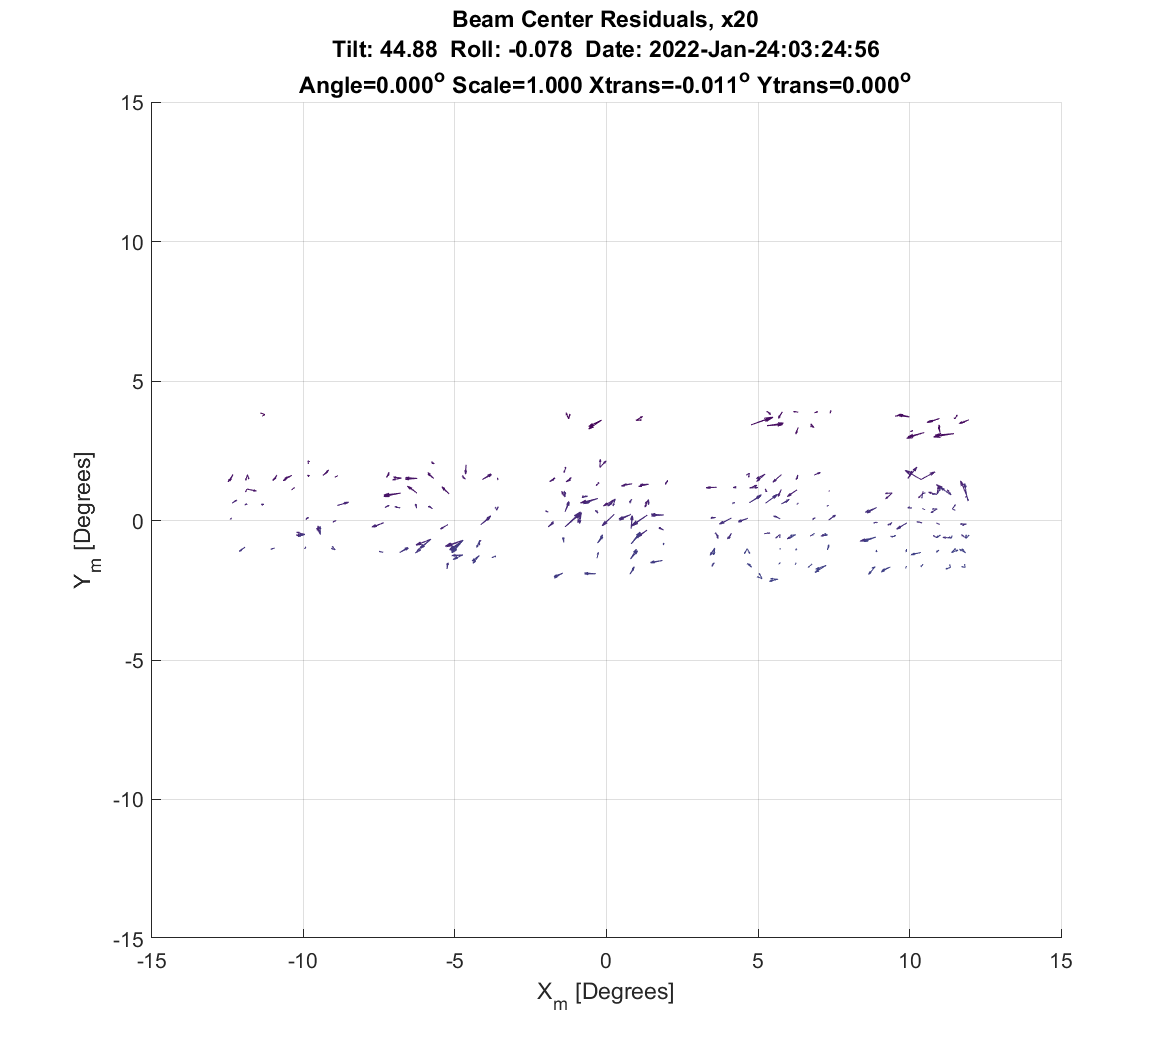 Beam Center Residuals, x20
Tilt: 44.88 Roll: -0.078 Date: 2022-Jan-24:03:24:56
Angle=0.000° Scale=1.000 Xtrans=-0.011° Ytrans=0.000°
15
10
5
0
-5
-10
-15
Y_m [Degrees]
-15 -10 -5 0 5 10 15
X_m [Degrees]